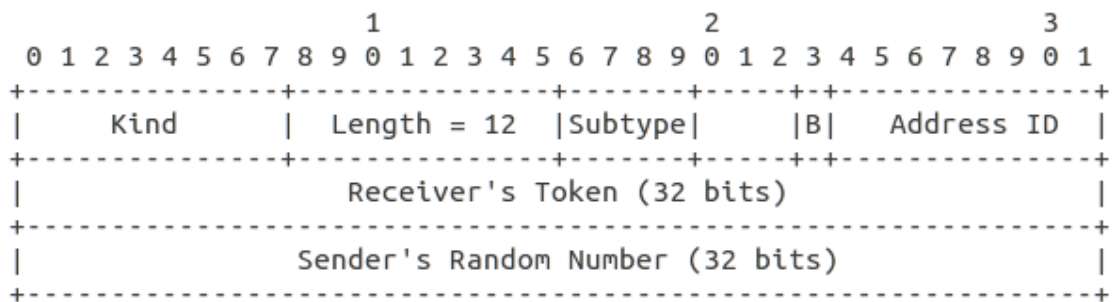 1                   2                   3
 0 1 2 3 4 5 6 7 8 9 0 1 2 3 4 5 6 7 8 9 0 1 2 3 4 5 6 7 8 9 0 1
+---------------+---------------+-------+-----+-+---------------+
|     Kind      |  Length = 12  |Subtype|     |B|   Address ID  |
+---------------+---------------+-------+-----+-+---------------+
|                   Receiver's Token (32 bits)                  |
+---------------------------------------------------------------+
|                Sender's Random Number (32 bits)               |
+---------------------------------------------------------------+